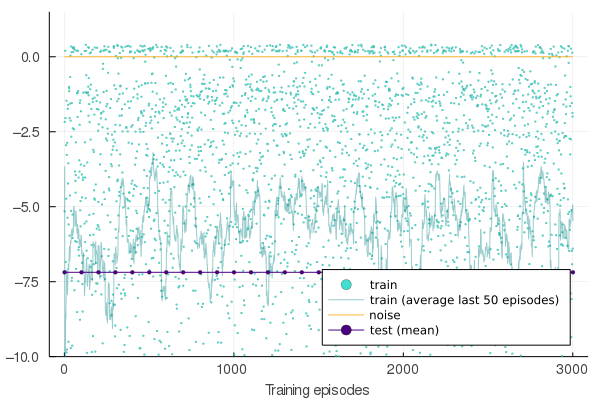 0.0
−2.5
−5.0
−7.5
−10.0
0
1000
2000
3000
Training episodes
train
train (average last 50 episodes)
noise
test (mean)